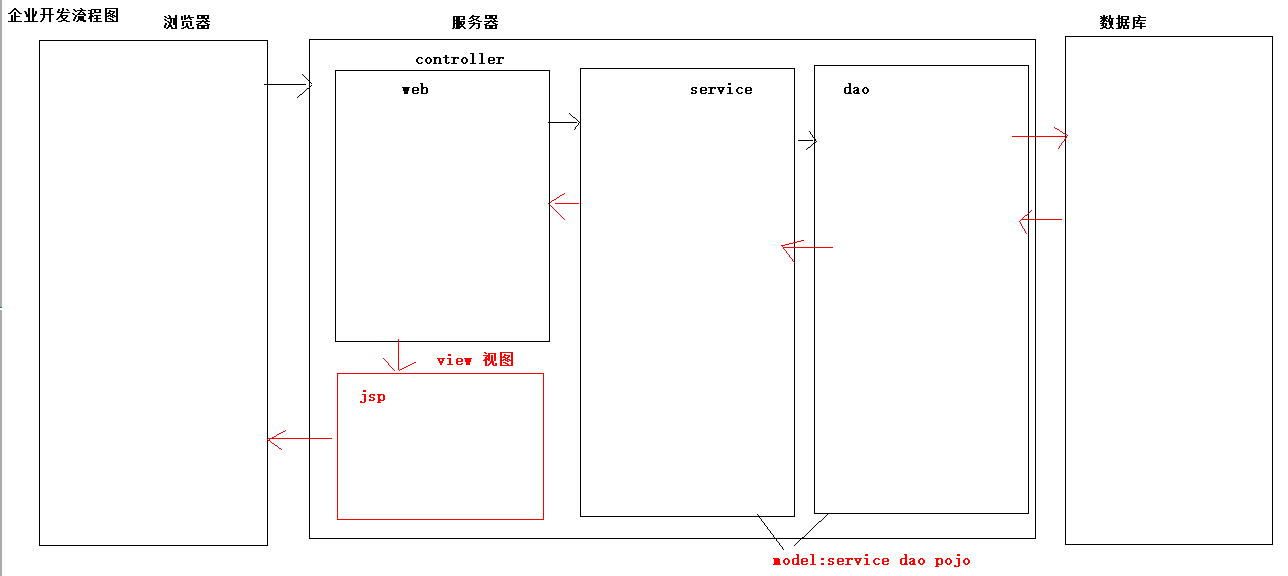 企业开发流程图
浏览器
服务器
数据库
controller
web
service
dao
view 视图
jsp
model:service dao pojo